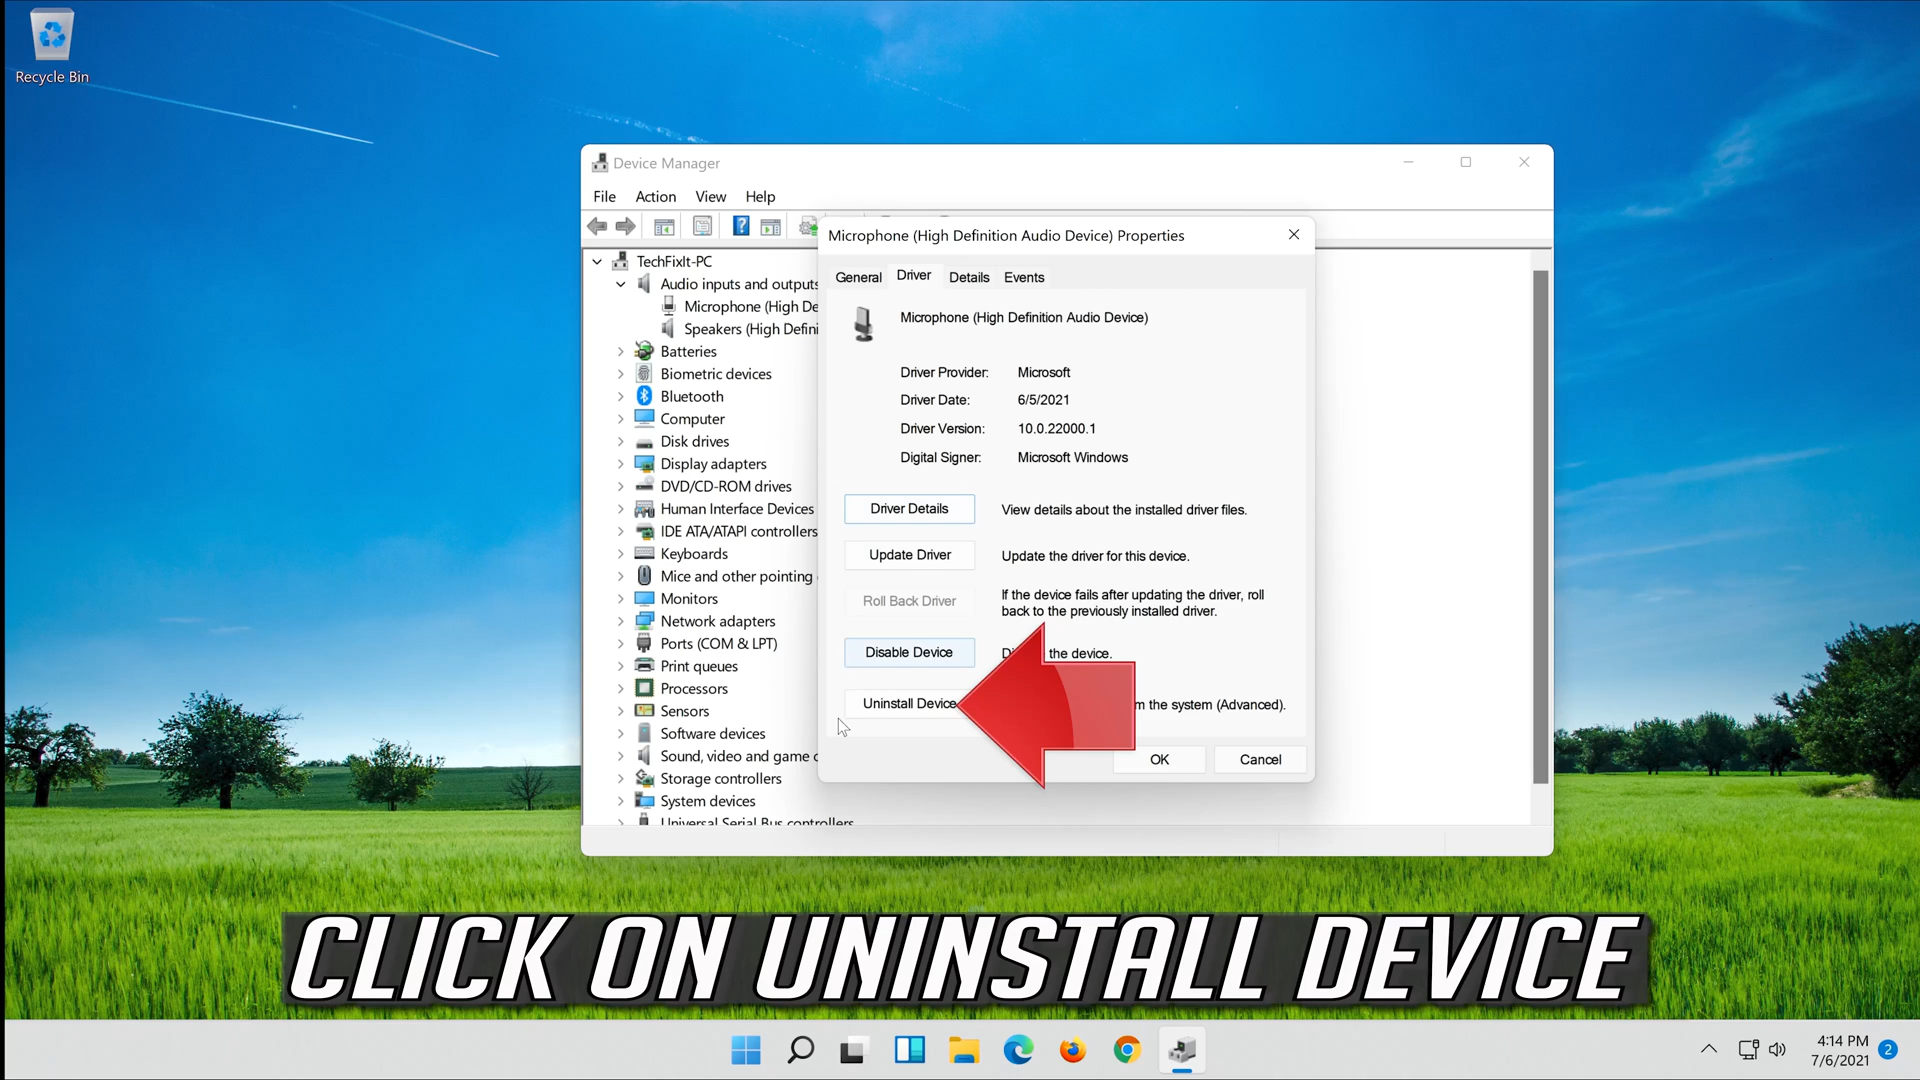 Recycle Bin
Device Manager
File Action View Help
TechFixIt-PC
Audio inputs and outputs
Microphone (High De
Speakers (High Defini
Batteries
Biometric devices
Bluetooth
Computer
Disk drives
Display adapters
DVD/CD-ROM drives
Human Interface Devices
IDE ATA/ATAPI controllers
Keyboards
Mice and other pointing
Monitors
Network adapters
Ports (COM & LPT)
Print queues
Processors
Sensors
Software devices
Sound, video and game
Storage controllers
System devices
Universal Serial Bus controllers
Microphone (High Definition Audio Device) Properties
General Driver Details Events
Microphone (High Definition Audio Device)
Driver Provider: Microsoft
Driver Date: 6/5/2021
Driver Version: 10.0.22000.1
Digital Signer: Microsoft Windows
Driver Details View details about the installed driver files.
Update Driver Update the driver for this device.
Roll Back Driver If the device fails after updating the driver, roll
back to the previously installed driver.
Disable Device the device.
Uninstall Device the system (Advanced).
OK Cancel
CLICK ON UNINSTALL DEVICE
4:14 PM
7/6/2021
2